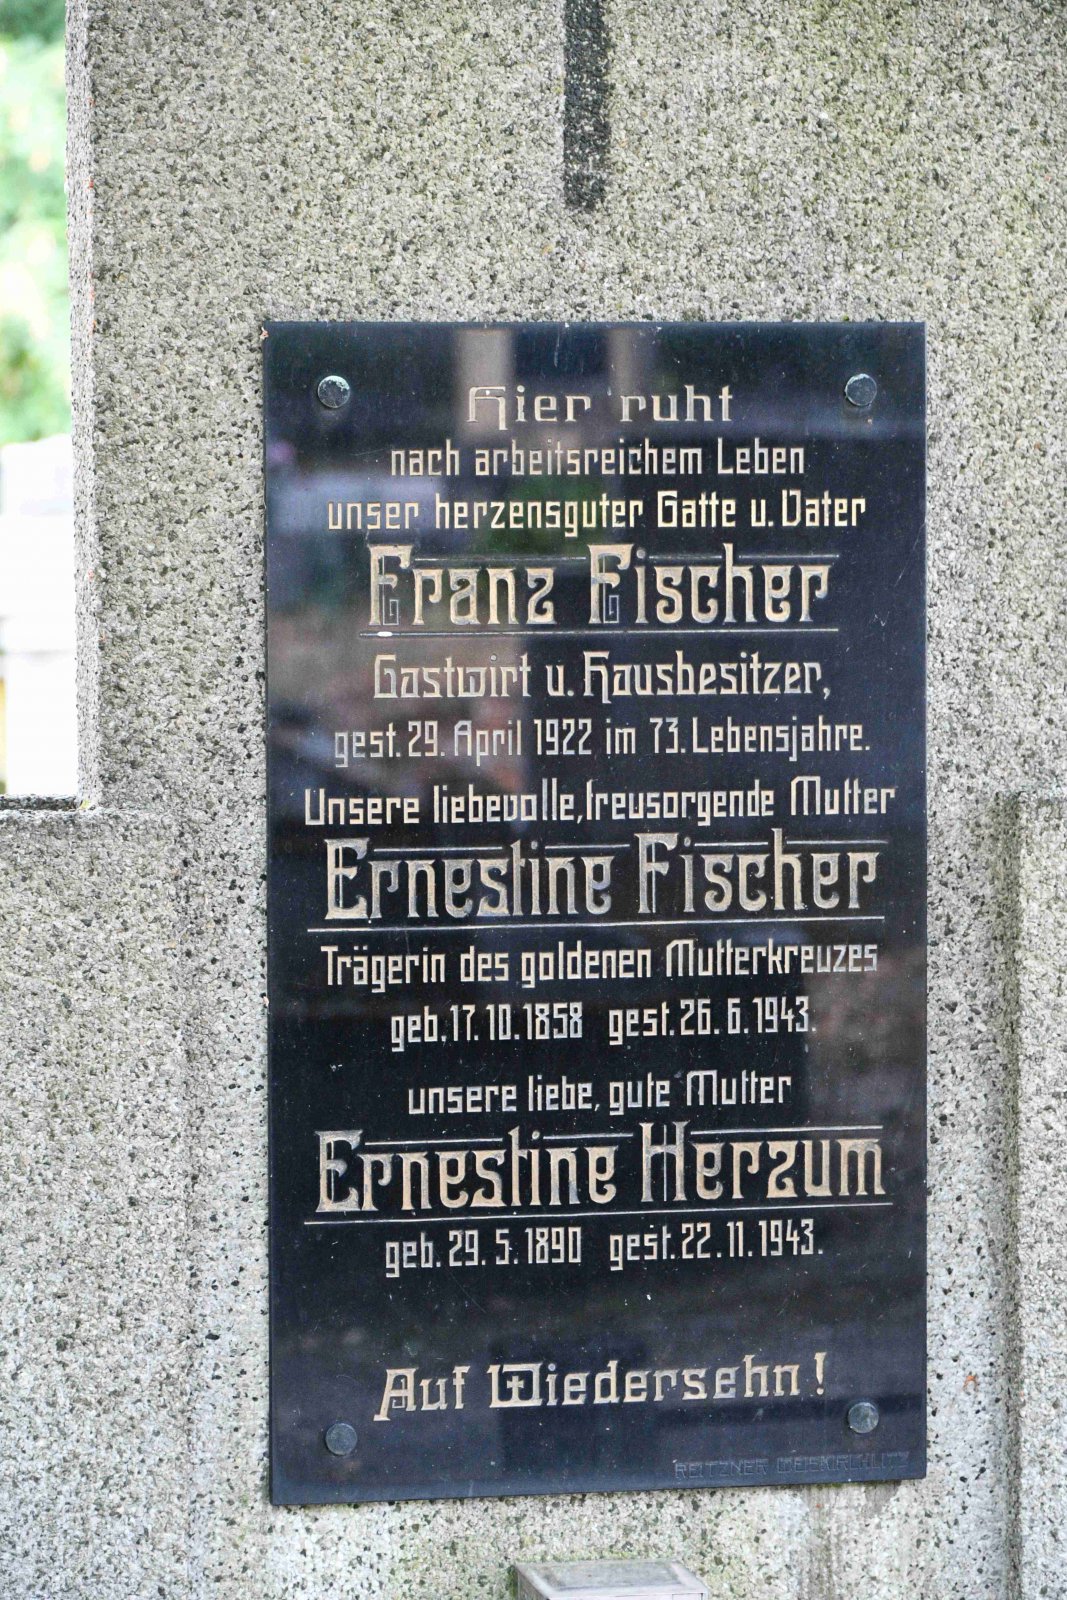 Hier ruht
nach arbeitsreichem Leben
unser herzensguter Gatte u. Vater
Franz Fischer
Gastwirt u. Hausbesitzer,
gest. 29. April 1922 im 73. Lebensjahre.
Unsere liebevolle, treusorgende Mutter
Ernestine Fischer
Trägerin des goldenen Mutterkreuzes
geb. 17. 10. 1858 gest. 26. 6. 1943.
unsere liebe, gute Mutter
Ernestine Herzum
geb. 29. 5. 1890 gest. 22. 11. 1943.
Auf Wiedersehn!
REITZNER